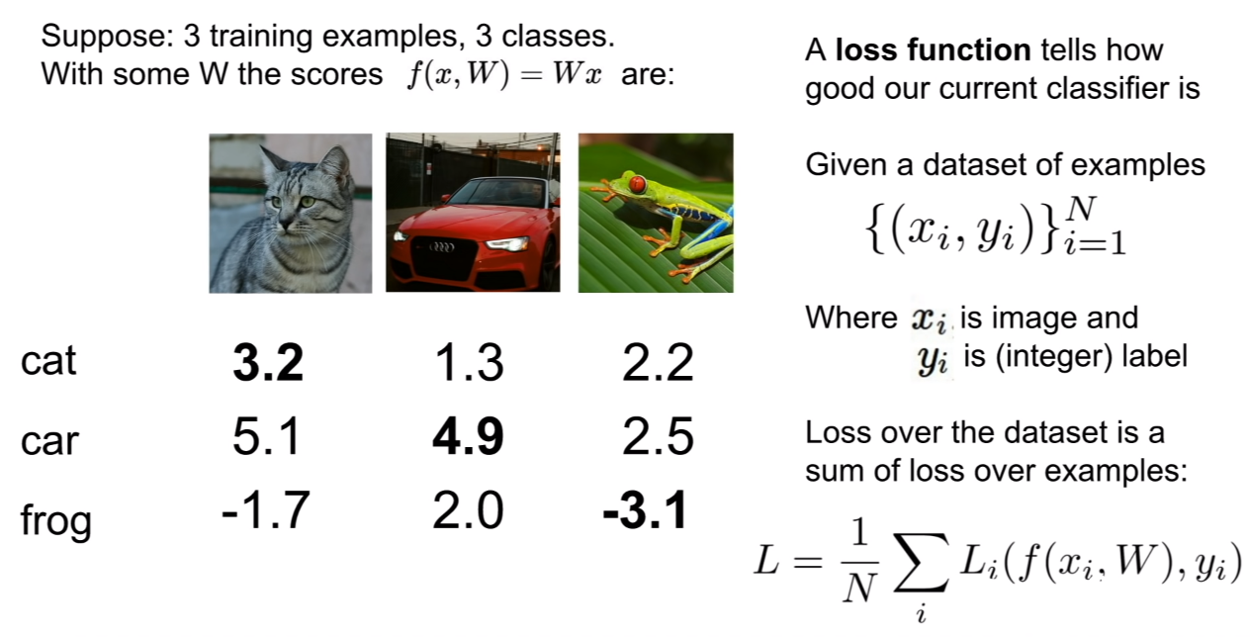 Suppose: 3 training examples, 3 classes.
With some W the scores f(x, W) = Wx are:
cat 3.2 1.3 2.2
car 5.1 4.9 2.5
frog -1.7 2.0 -3.1
A loss function tells how
good our current classifier is
Given a dataset of examples
{(x_i, y_i)}_{i=1}^N
Where x_i is image and
y_i is (integer) label
Loss over the dataset is a
sum of loss over examples:
L = \frac{1}{N} \sum_i L_i(f(x_i, W), y_i)